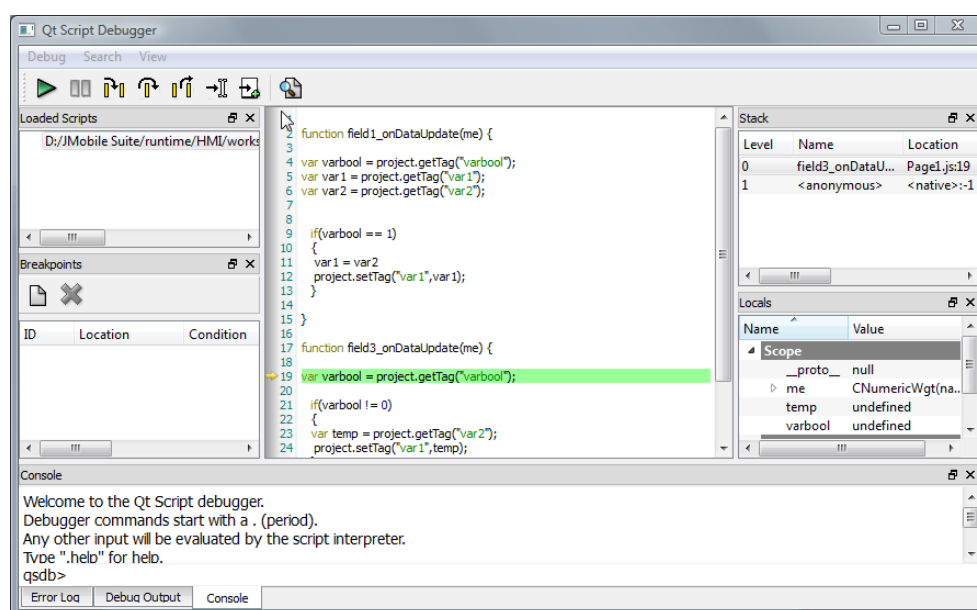 Qt Script Debugger
Debug Search View
Loaded Scripts
D:/JMobile Suite/runtime/HMI/works
Breakpoints
ID Location Condition
1
2 function field1_onDataUpdate(me) {
3
4 var varbool = project.getTag("varbool");
5 var var1 = project.getTag("var1");
6 var var2 = project.getTag("var2");
7
8
9 if(varbool == 1)
10 {
11 var1 = var2
12 project.setTag("var1",var1);
13 }
14
15 }
16
17 function field3_onDataUpdate(me) {
18
19 var varbool = project.getTag("varbool");
20
21 if(varbool != 0)
22 {
23 var temp = project.getTag("var2");
24 project.setTag("var1",temp);
Stack
Level Name Location
0 field3_onDataU... Page1.js:19
1 <anonymous> <native>:-1
Locals
Name Value
Scope
__proto__ null
me CNumericWgt(na...
temp undefined
varbool undefined
Console
Welcome to the Qt Script debugger.
Debugger commands start with a . (period).
Any other input will be evaluated by the script interpreter.
Type ".help" for help.
qsdb>
Error Log Debug Output Console